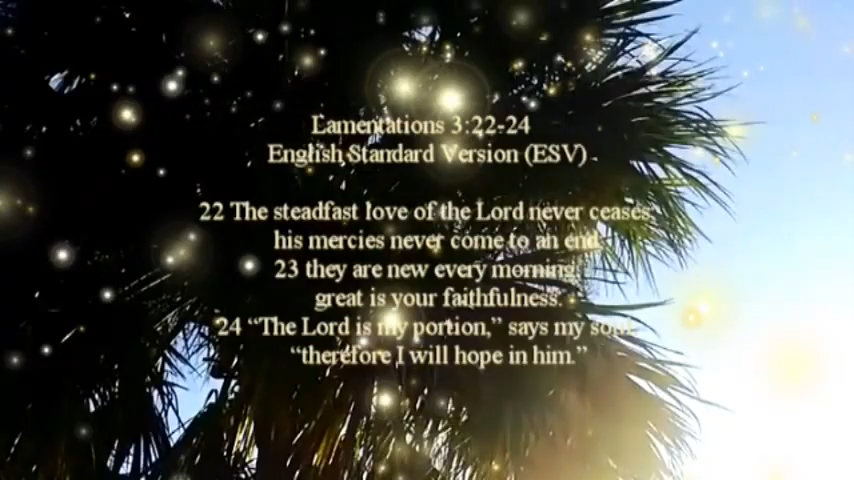 Lamentations 3:22-24
English Standard Version (ESV)
22 The steadfast love of the Lord never ceases;
his mercies never come to an end;
23 they are new every morning;
great is your faithfulness.
24 “The Lord is my portion,” says my soul,
“therefore I will hope in him.”